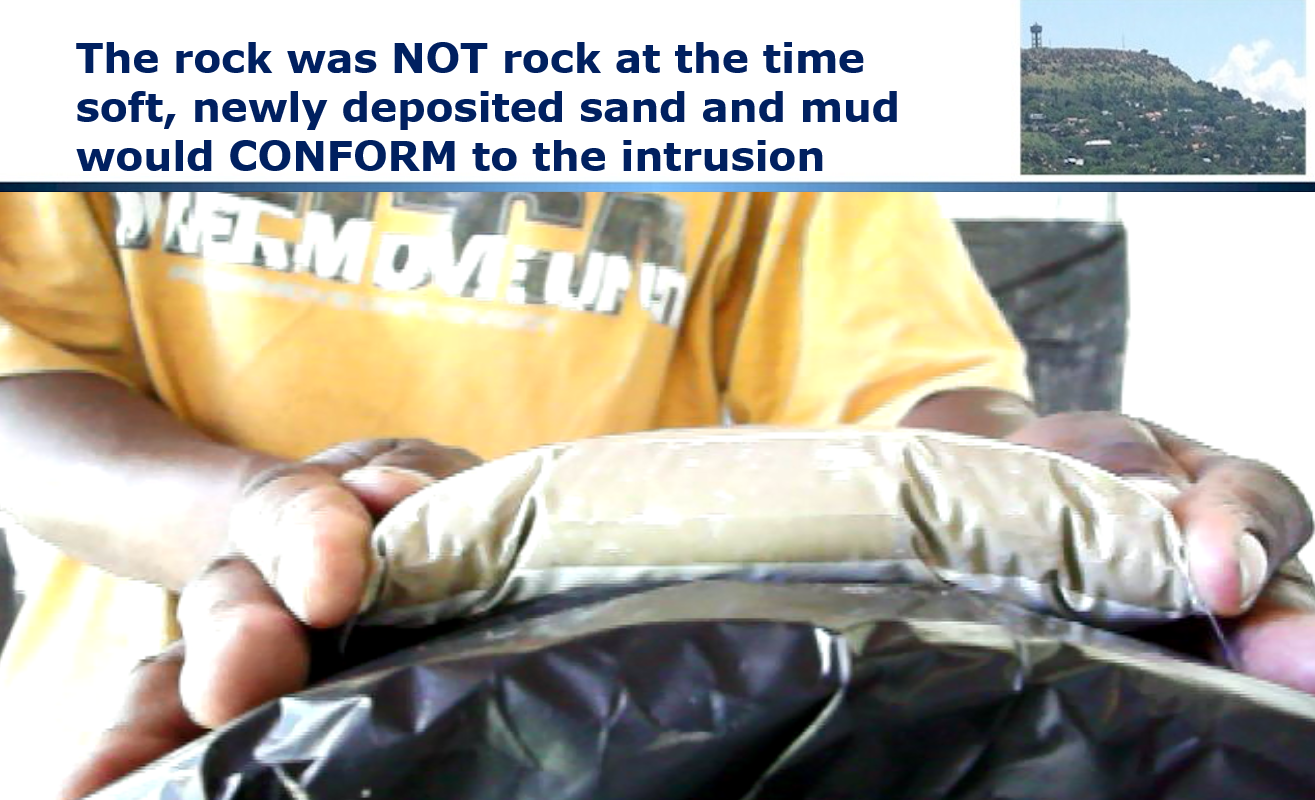 The rock was NOT rock at the time
soft, newly deposited sand and mud
would CONFORM to the intrusion